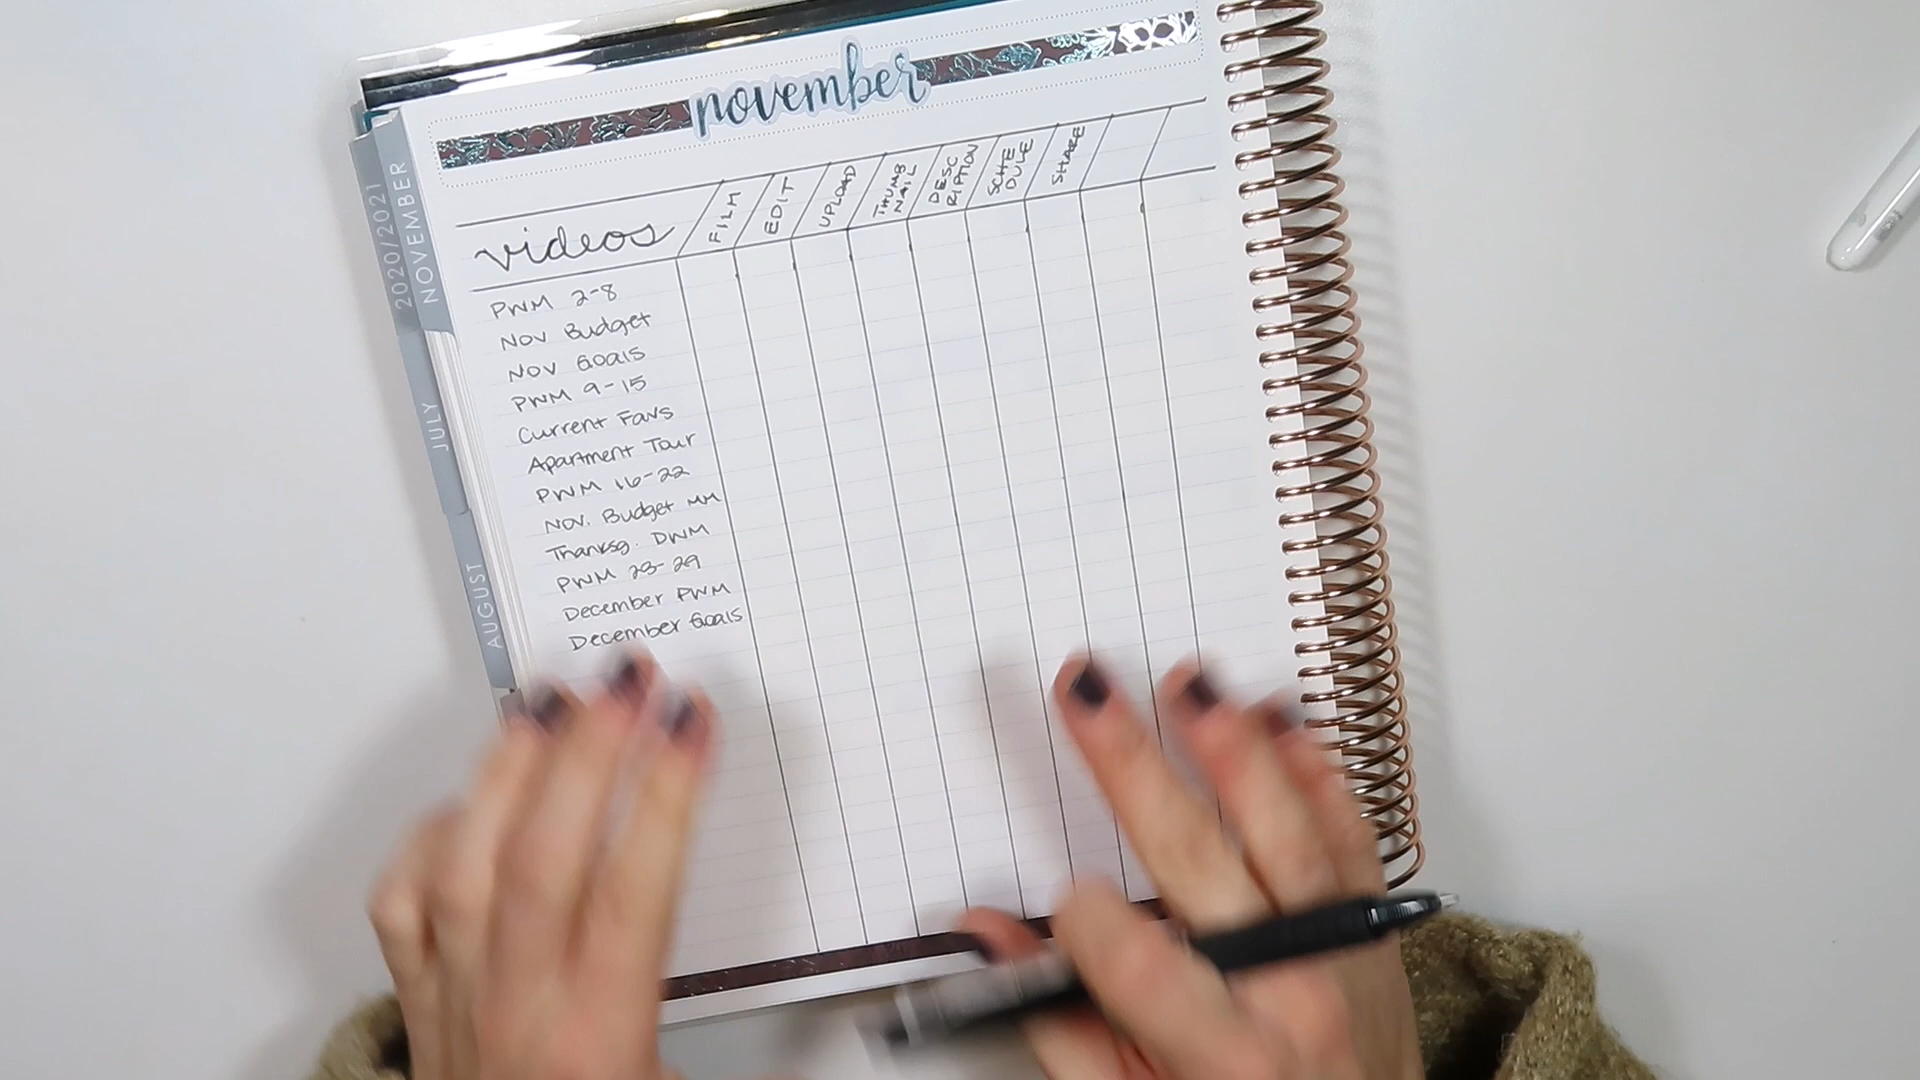 november
videos FILM EDIT UPLOAD THUMB NAIL DESC RIPTION SCHE DULE SHARE
PWM 2-8
Nov Budget
Nov Goals
PWM 9-15
Current Favs
Apartment Tour
PWM 16-22
Nov. Budget MM
Thanksg. DWM
PWM 23-29
December PWM
December Goals
2020/2021
NOVEMBER
JULY
AUGUST